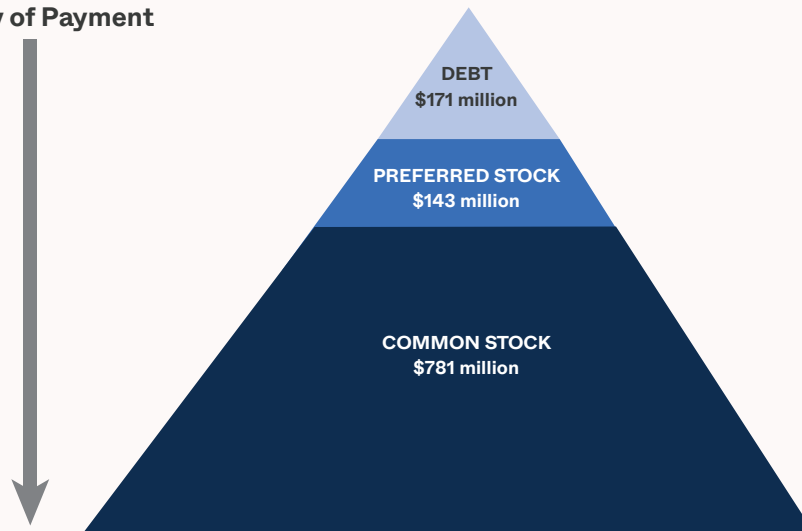 of Payment
DEBT
$171 million
PREFERRED STOCK
$143 million
COMMON STOCK
$781 million